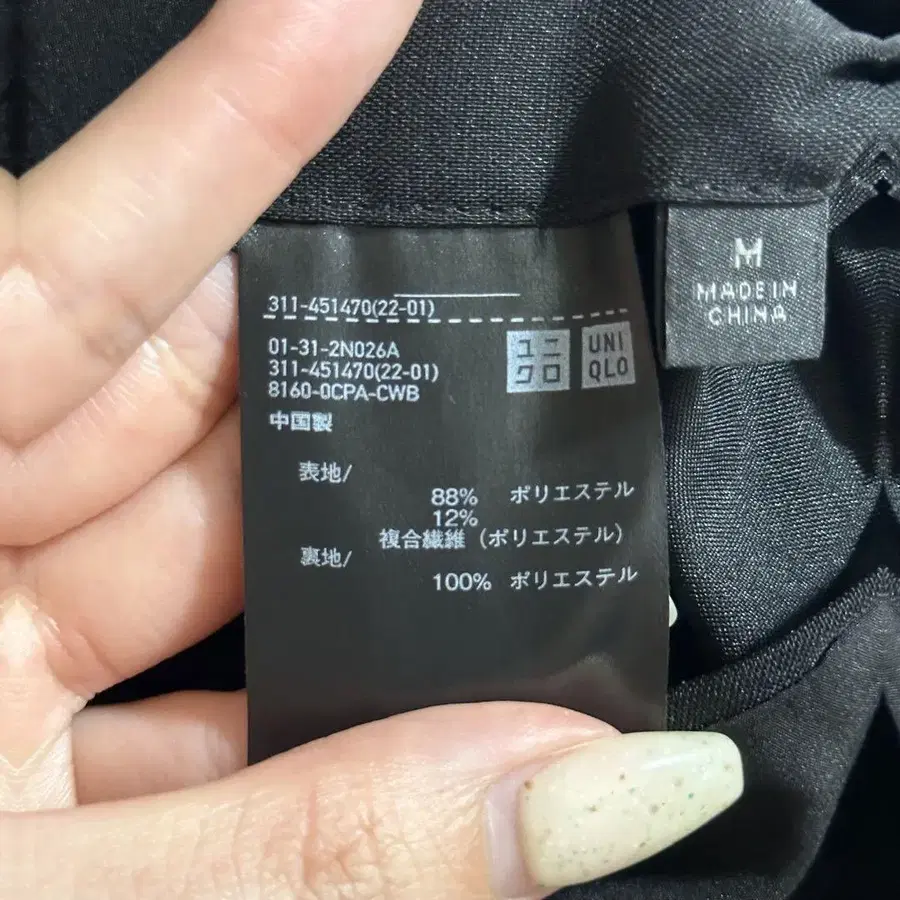 311-451470(22-01)
01-31-2N026A
311-451470(22-01)
8160-0CPA-CWB
中国製
ユニ
クロ
UNI
QLO
M
MADE IN
CHINA
表地/
88% ポリエステル
12%
複合繊維（ポリエステル）
裏地/
100% ポリエステル